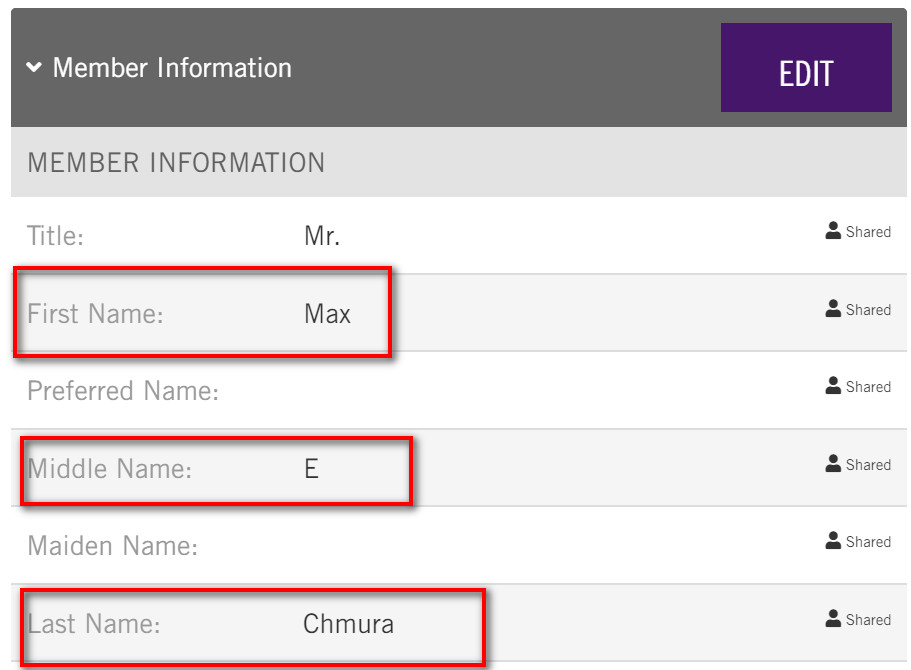 Member Information
EDIT
MEMBER INFORMATION
Title: Mr. Shared
First Name: Max Shared
Preferred Name: Shared
Middle Name: E Shared
Maiden Name: Shared
Last Name: Chmura Shared